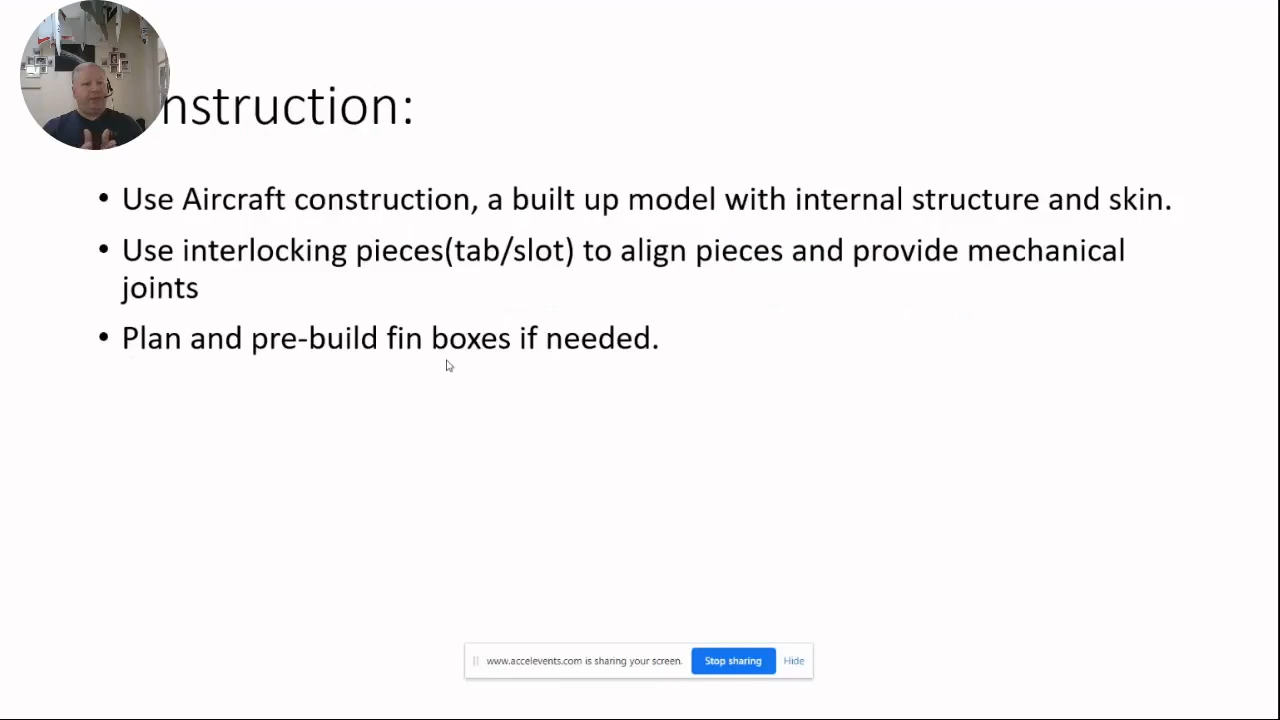 nstruction:
• Use Aircraft construction, a built up model with internal structure and skin.
• Use interlocking pieces(tab/slot) to align pieces and provide mechanical
joints
• Plan and pre-build fin boxes if needed.
www.accelevents.com is sharing your screen. Stop sharing Hide